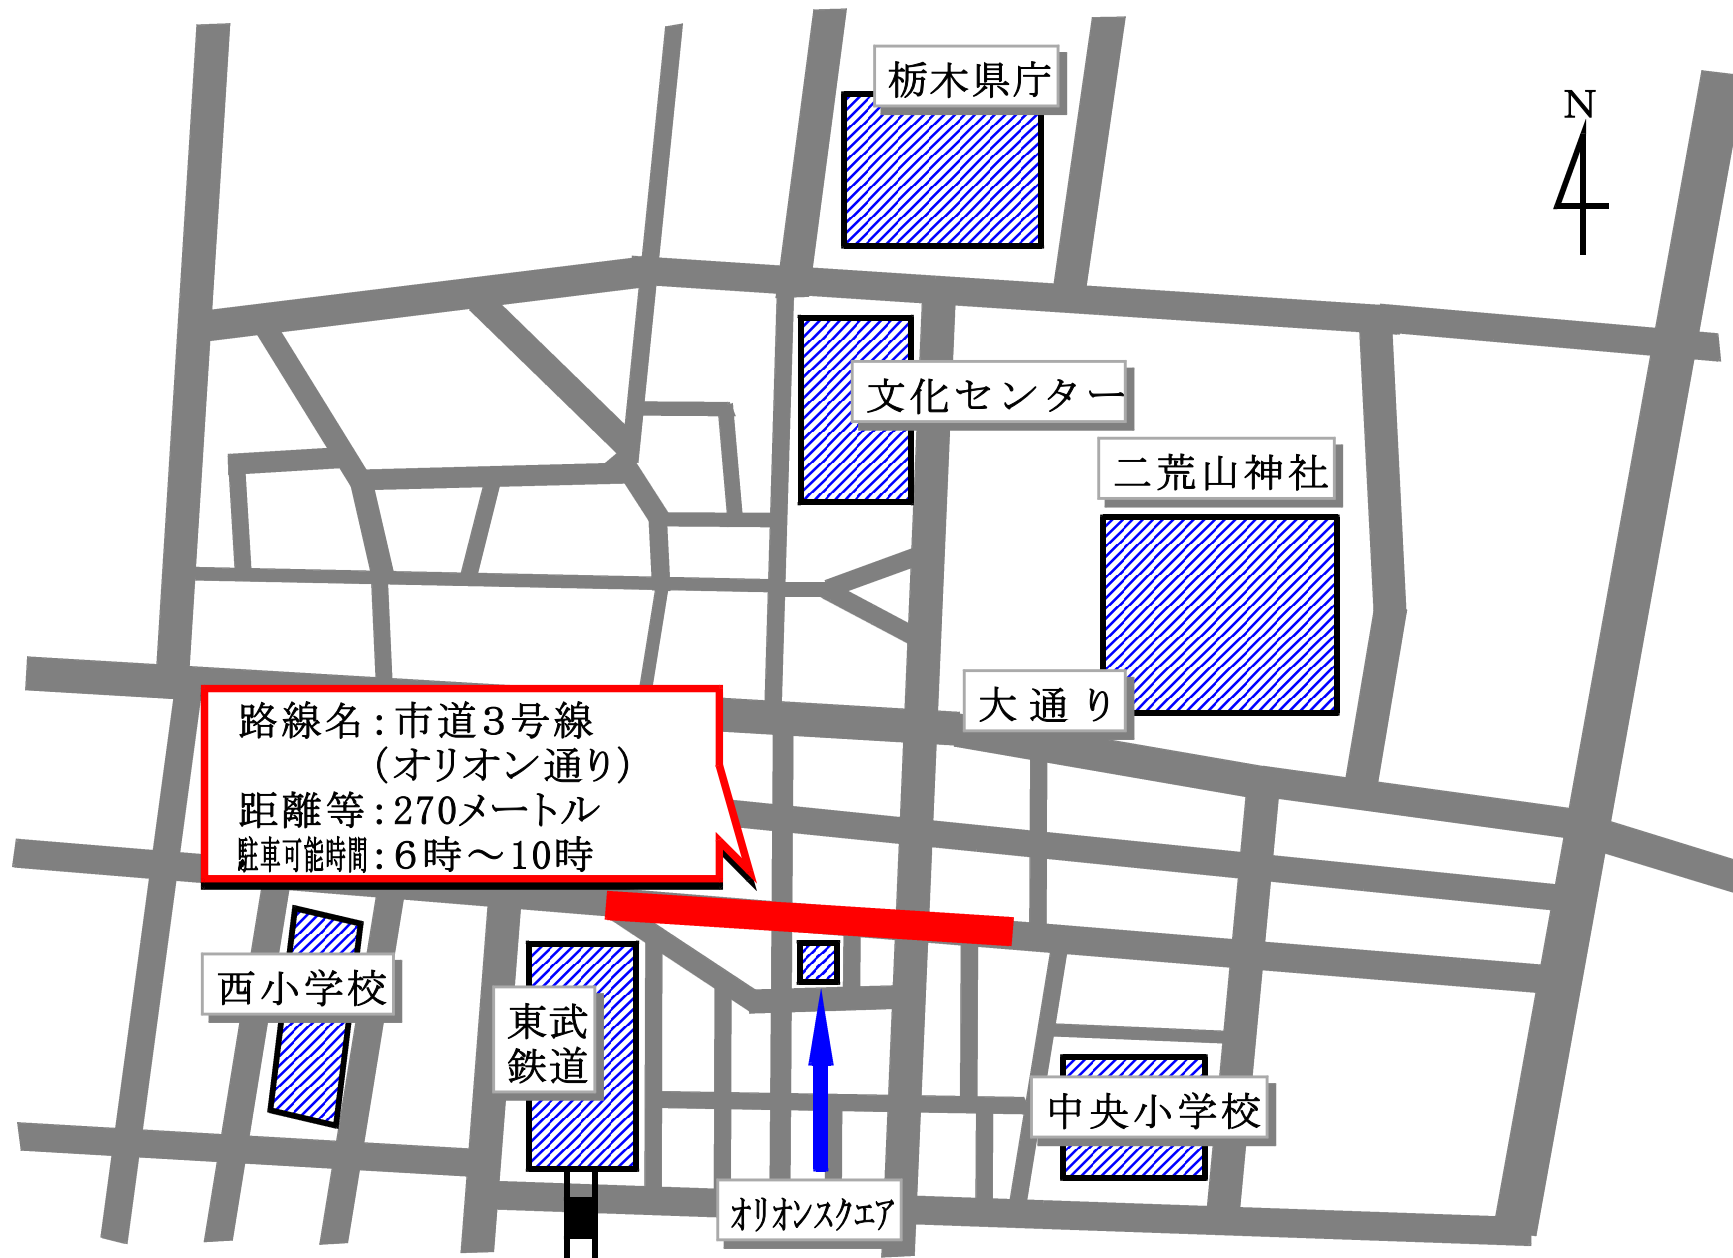 栃木県庁
N
文化センター
二荒山神社
大通り
路線名：市道３号線
（オリオン通り）
距離等：270メートル
駐車可能時間：６時～10時
西小学校
東武
鉄道
中央小学校
オリオンスクエア